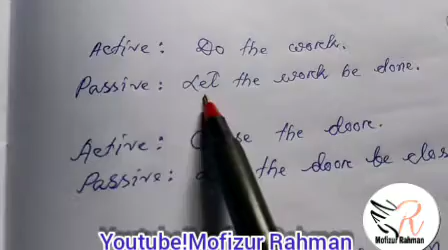 Active: Do the work.
Passive: Let the work be done.
Active: the door.
Passive: the door be
Mofizur Rahman
Youtube!Mofizur Rahman